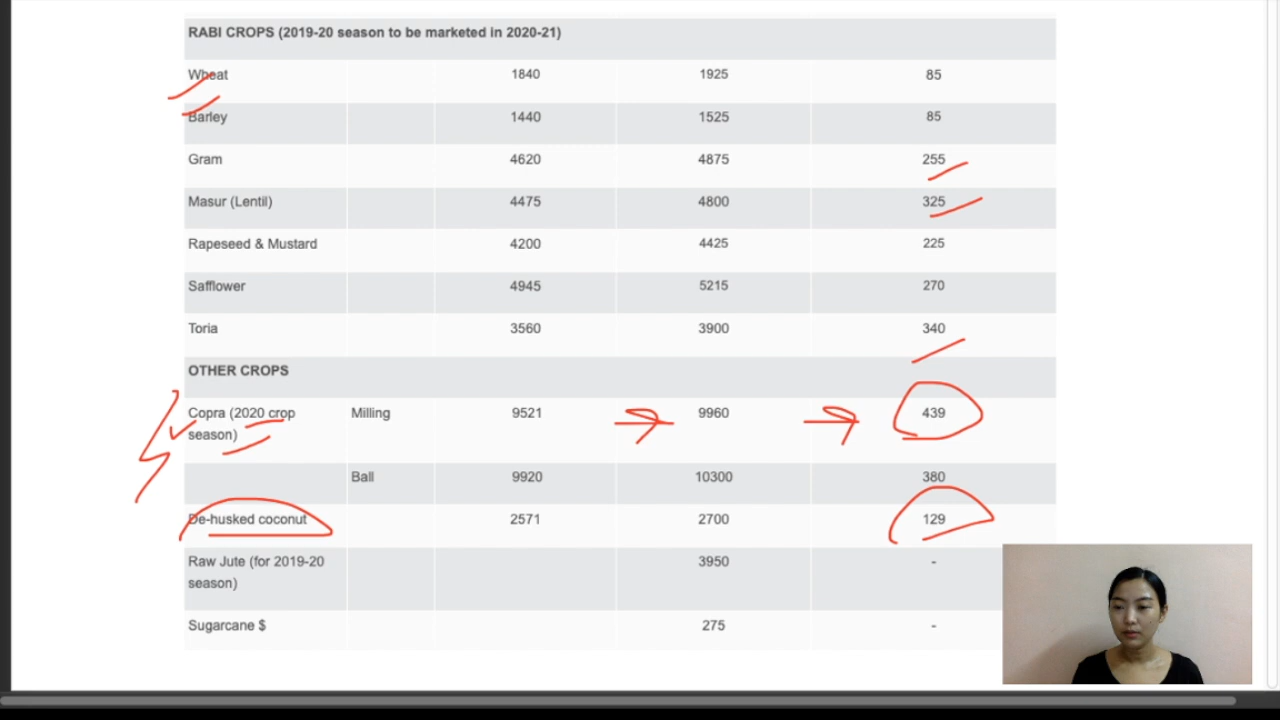 RABI CROPS (2019-20 season to be marketed in 2020-21)
Wheat 1840 1925 85
Barley 1440 1525 85
Gram 4620 4875 255
Masur (Lentil) 4475 4800 325
Rapeseed & Mustard 4200 4425 225
Safflower 4945 5215 270
Toria 3560 3900 340
OTHER CROPS
Copra (2020 crop Milling 9521 9960 439
season)
Ball 9920 10300 380
De-husked coconut 2571 2700 129
Raw Jute (for 2019-20 3950 -
season)
Sugarcane $ 275 -